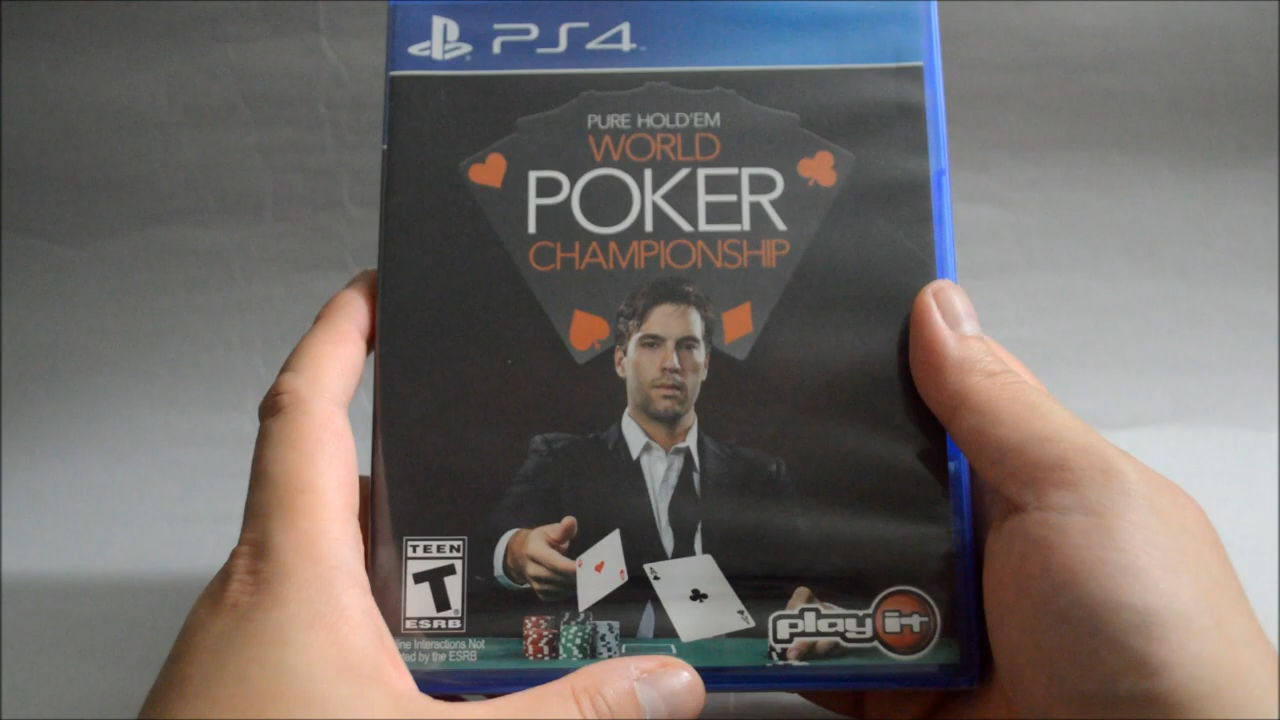 PS4
PURE HOLD'EM
WORLD
POKER
CHAMPIONSHIP
TEEN
T
ESRB
Interactions Not
by the ESRB
play it
A
A